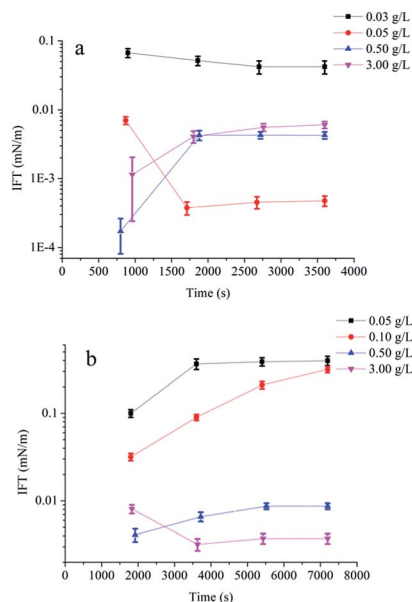 a
0.03 g/L
0.05 g/L
0.50 g/L
3.00 g/L
0.1
0.01
1E-3
1E-4
IFT (mN/m)
0 500 1000 1500 2000 2500 3000 3500 4000
Time (s)
b
0.05 g/L
0.10 g/L
0.50 g/L
3.00 g/L
0.1
0.01
IFT (mN/m)
0 1000 2000 3000 4000 5000 6000 7000 8000
Time (s)